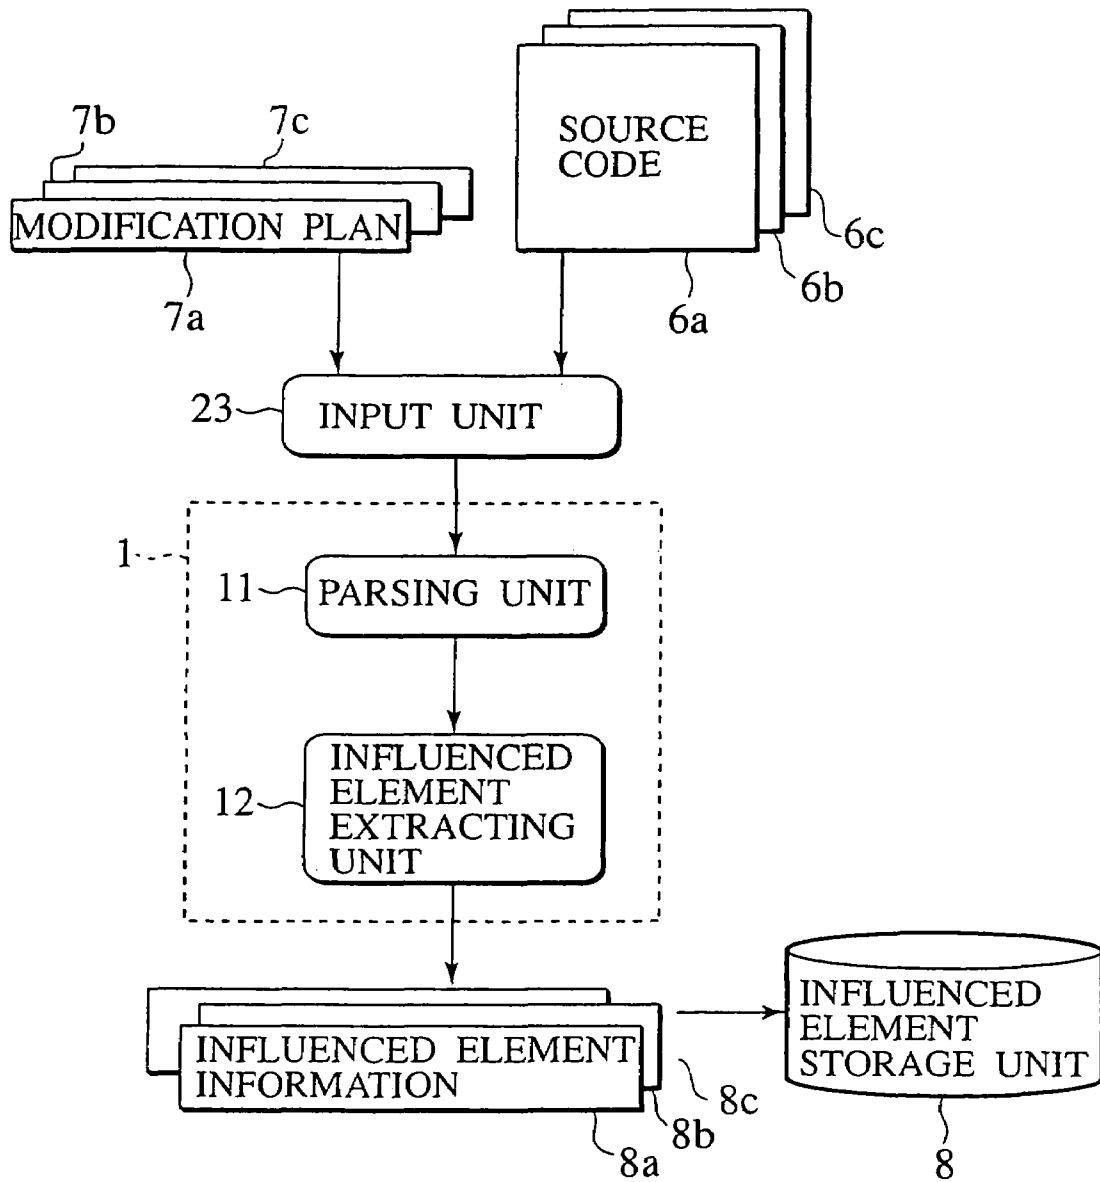 7b
7c
MODIFICATION PLAN
7a
SOURCE
CODE
6c
6b
6a
23
INPUT UNIT
1
11
PARSING UNIT
12
INFLUENCED
ELEMENT
EXTRACTING
UNIT
INFLUENCED ELEMENT
INFORMATION
8c
8b
8a
INFLUENCED
ELEMENT
STORAGE UNIT
8